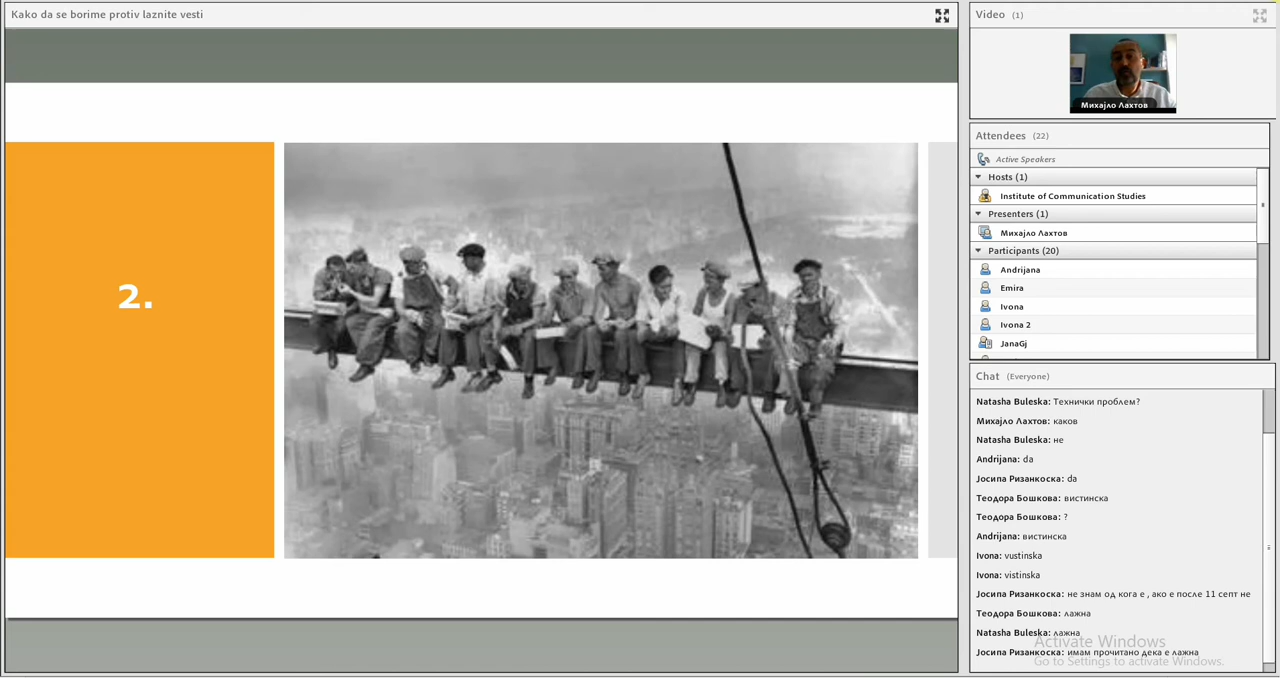 Kako da se borime protiv laznite vesti
2.
Video (1)
Михајло Лахтов
Attendees (22)
Active Speakers
Hosts (1)
Institute of Communication Studies
Presenters (1)
Михајло Лахтов
Participants (20)
Andrijana
Emira
Ivona
Ivona 2
JanaGj
Chat (Everyone)
Natasha Buleska: Технички проблем?
Михајло Лахтов: каков
Natasha Buleska: не
Andrijana: da
Јосипа Ризанкоска: da
Теодора Бошкова: вистинска
Теодора Бошкова: ?
Andrijana: вистинска
Ivona: vustinska
Ivona: vistinska
Јосипа Ризанкоска: не знам од кога е , ако е после 11 септ не
Теодора Бошкова: лажна
Natasha Buleska: лажна
Activate Windows
Јосипа Ризанкоска: имам прочитано дека е лажна
Go to Settings to activate Windows.